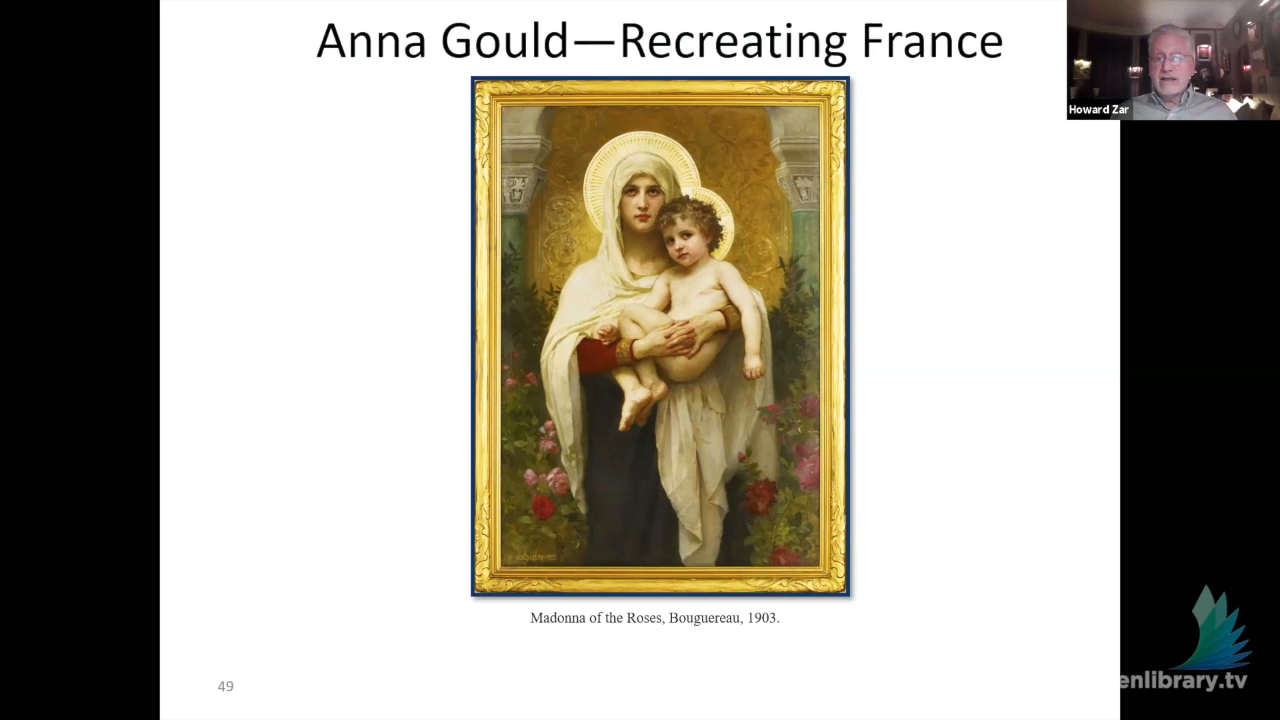 Anna Gould—Recreating France
Howard Zar
Madonna of the Roses, Bouguereau, 1903.
49
enlibrary.tv